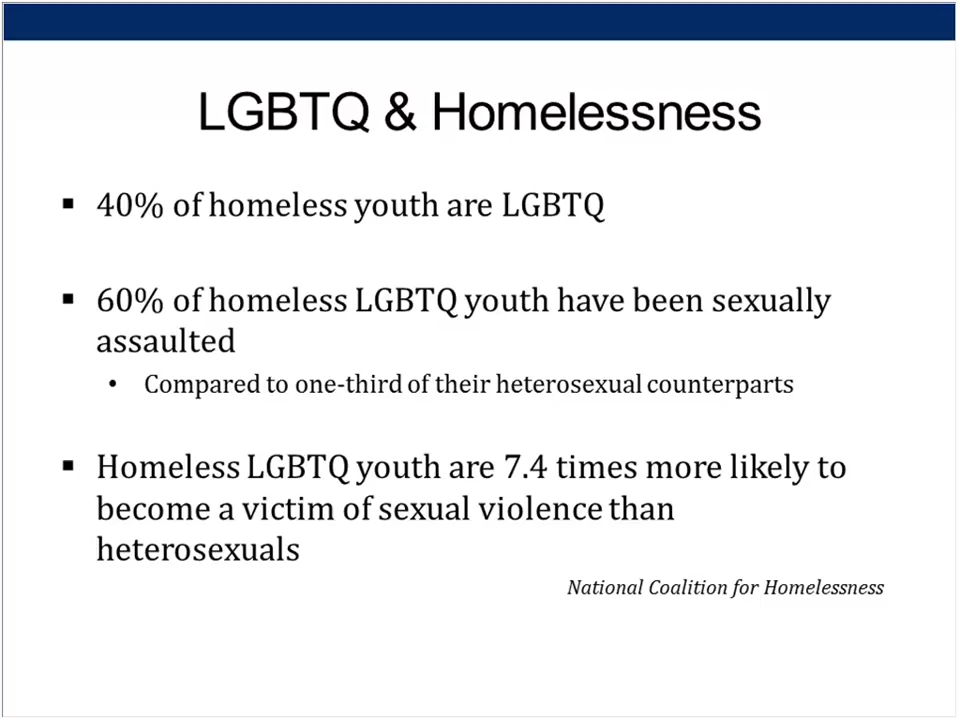 LGBTQ & Homelessness
▪ 40% of homeless youth are LGBTQ
▪ 60% of homeless LGBTQ youth have been sexually
assaulted
• Compared to one-third of their heterosexual counterparts
▪ Homeless LGBTQ youth are 7.4 times more likely to
become a victim of sexual violence than
heterosexuals
National Coalition for Homelessness